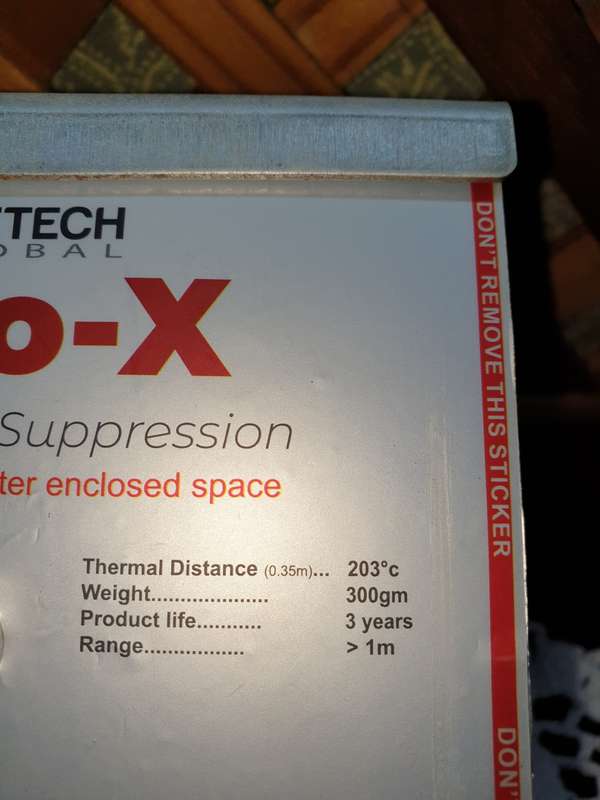 TECH
OBAL
o-X
Suppression
ter enclosed space
Thermal Distance (0.35m)... 203°c
Weight.................... 300gm
Product life........... 3 years
Range................. > 1m
DON'T REMOVE THIS STICKER
DON'